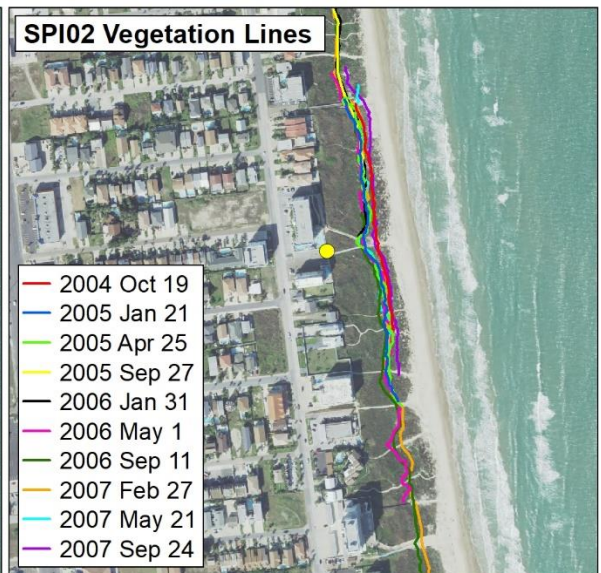 SPI02 Vegetation Lines
2004 Oct 19
2005 Jan 21
2005 Apr 25
2005 Sep 27
2006 Jan 31
2006 May 1
2006 Sep 11
2007 Feb 27
2007 May 21
2007 Sep 24